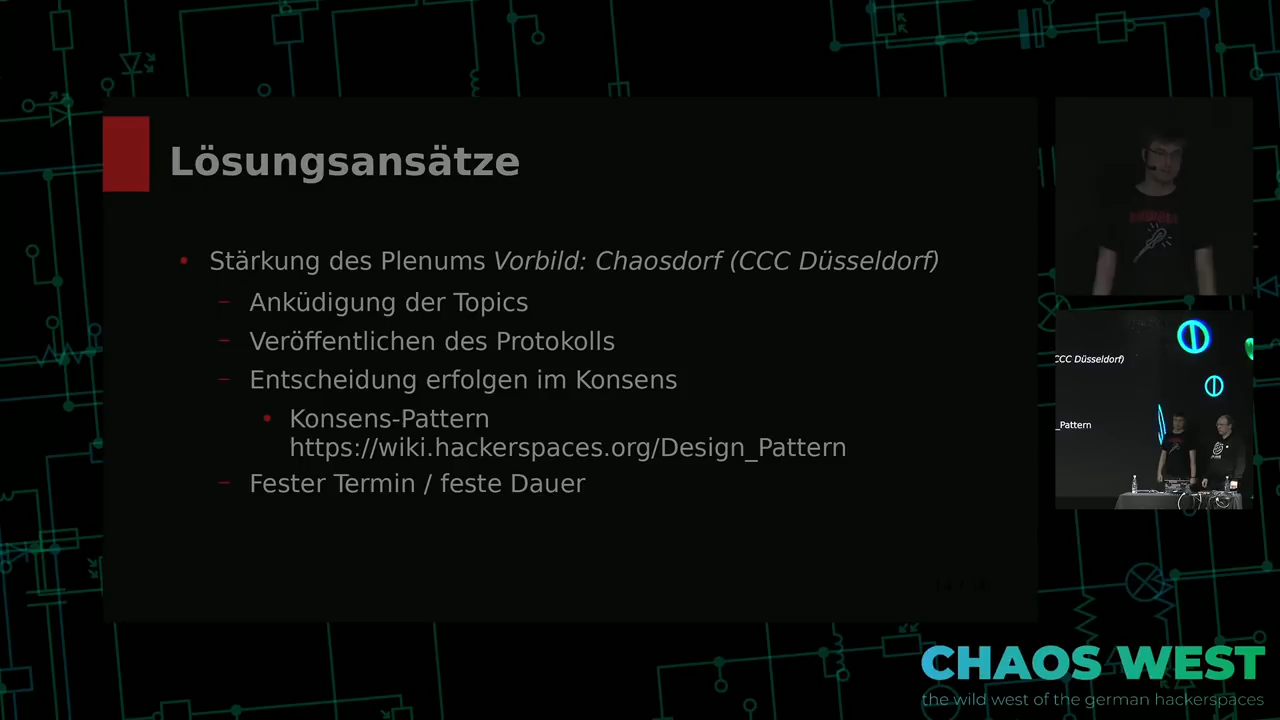 Lösungsansätze
Stärkung des Plenums Vorbild: Chaosdorf (CCC Düsseldorf)
Anküdigung der Topics
Veröffentlichen des Protokolls
Entscheidung erfolgen im Konsens
Konsens-Pattern
https://wiki.hackerspaces.org/Design_Pattern
Fester Termin / feste Dauer
CCC Düsseldorf)
_Pattern
CHAOS WEST
the wild west of the german hackerspaces